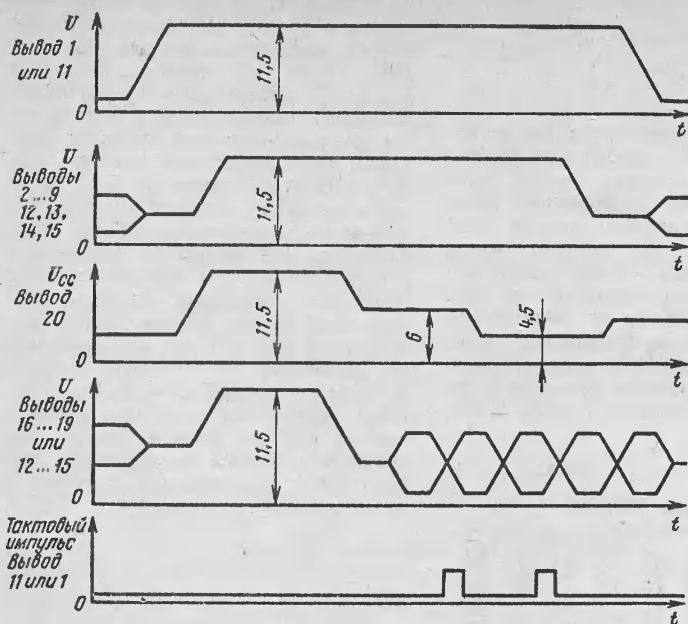 U
Вывод 1
или 11
11,5
0
t
U
Выводы
2...9
12,13,
14,15
11,5
0
t
Ucc
Вывод
20
11,5
6
4,5
0
t
U
Выводы
16...19
или
12...15
11,5
0
t
Тактовый
импульс
Вывод
11 или 1
0
t